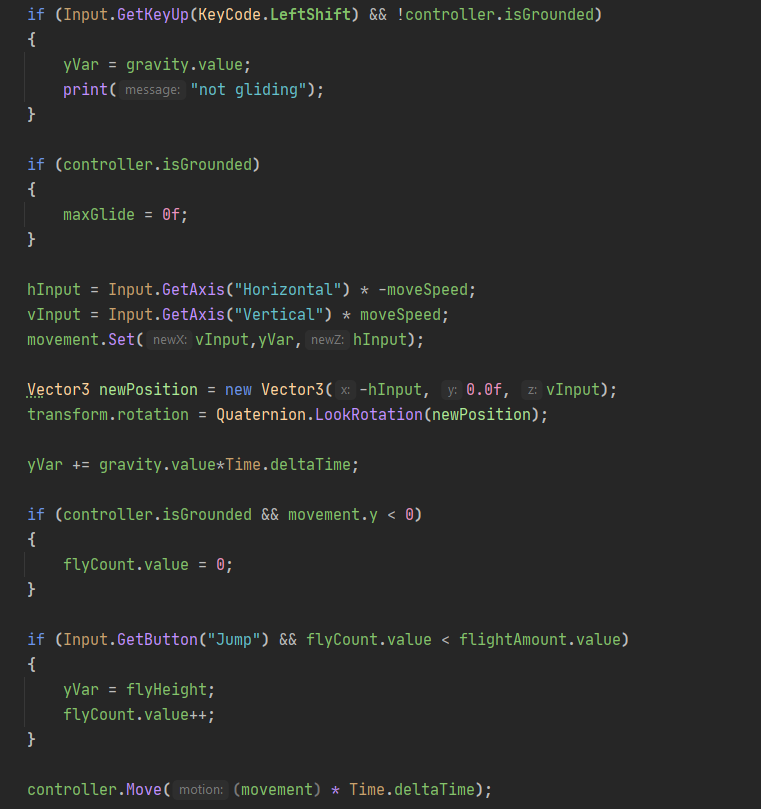 if (Input.GetKeyUp(KeyCode.LeftShift) && !controller.isGrounded)
{
yVar = gravity.value;
print( message: "not gliding");
}
if (controller.isGrounded)
{
maxGlide = 0f;
}
hInput = Input.GetAxis("Horizontal") * -moveSpeed;
vInput = Input.GetAxis("Vertical") * moveSpeed;
movement.Set( newX: vInput,yVar, newZ: hInput);
Vector3 newPosition = new Vector3( x: -hInput, y: 0.0f, z: vInput);
transform.rotation = Quaternion.LookRotation(newPosition);
yVar += gravity.value*Time.deltaTime;
if (controller.isGrounded && movement.y < 0)
{
flyCount.value = 0;
}
if (Input.GetButton("Jump") && flyCount.value < flightAmount.value)
{
yVar = flyHeight;
flyCount.value++;
}
controller.Move( motion: (movement) * Time.deltaTime);